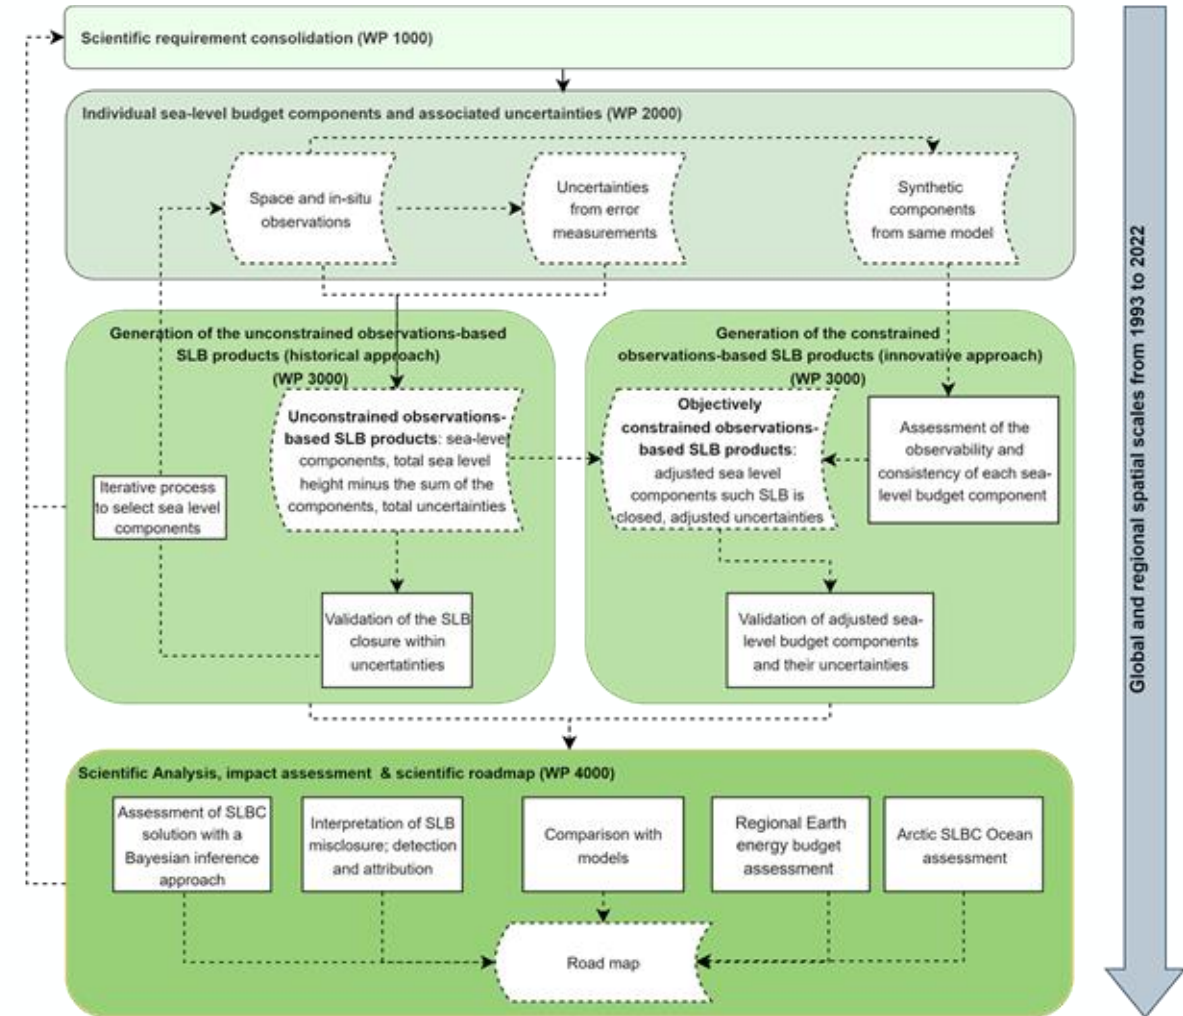 Scientific requirement consolidation (WP 1000)
Individual sea-level budget components and associated uncertainties (WP 2000)
Space and in-situ
observations
Uncertainties
from error
measurements
Synthetic
components
from same model
Generation of the unconstrained observations-based
SLB products (historical approach)
(WP 3000)
Unconstrained observations-
based SLB products: sea-level
components, total sea level
height minus the sum of the
components, total uncertainties
Iterative process
to select sea level
components
Validation of the SLB
closure within
uncertatinties
Generation of the constrained
observations-based SLB products (innovative approach)
(WP 3000)
Objectively
constrained observations-
based SLB products:
adjusted sea level
components such SLB is
closed, adjusted uncertainties
Assessment of the
observability and
consistency of each sea-
level budget component
Validation of adjusted sea-
level budget components
and their uncertainties
Scientific Analysis, impact assessment & scientific roadmap (WP 4000)
Assessment of SLBC
solution with a
Bayesian inference
approach
Interpretation of SLB
misclosure; detection
and attribution
Comparison with
models
Regional Earth
energy budget
assessment
Arctic SLBC Ocean
assessment
Road map
Global and regional spatial scales from 1993 to 2022